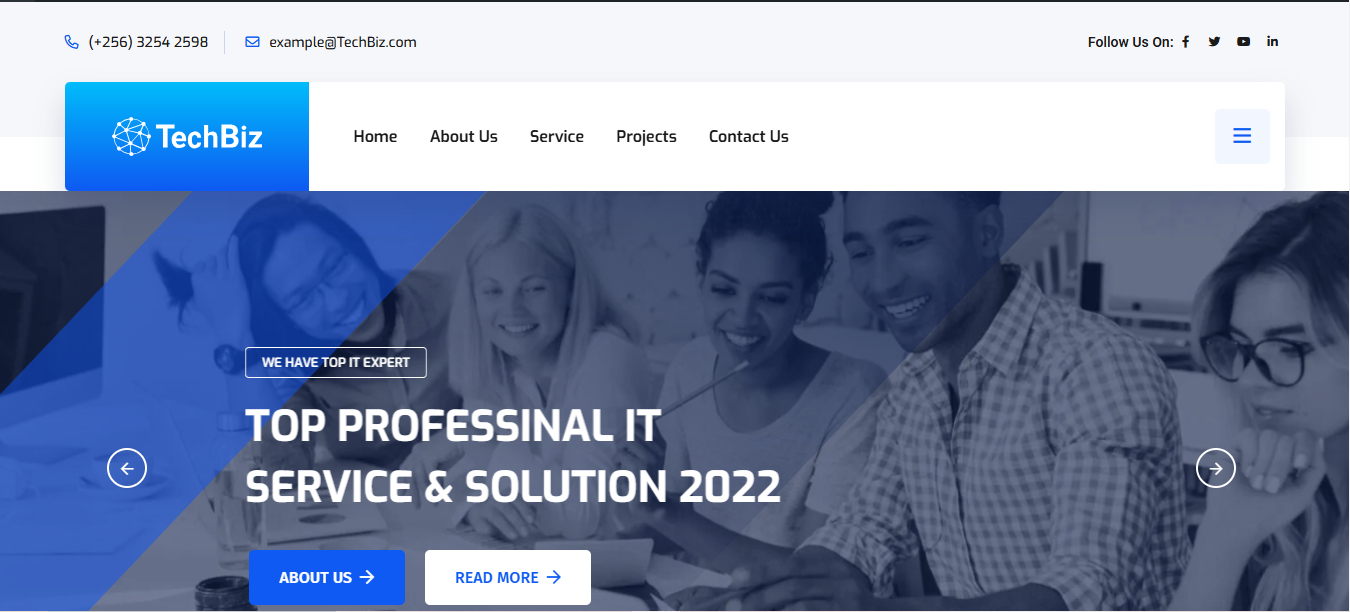 (+256) 3254 2598
example@TechBiz.com
Follow Us On:
TechBiz
Home
About Us
Service
Projects
Contact Us
WE HAVE TOP IT EXPERT
TOP PROFESSINAL IT
SERVICE & SOLUTION 2022
ABOUT US
READ MORE